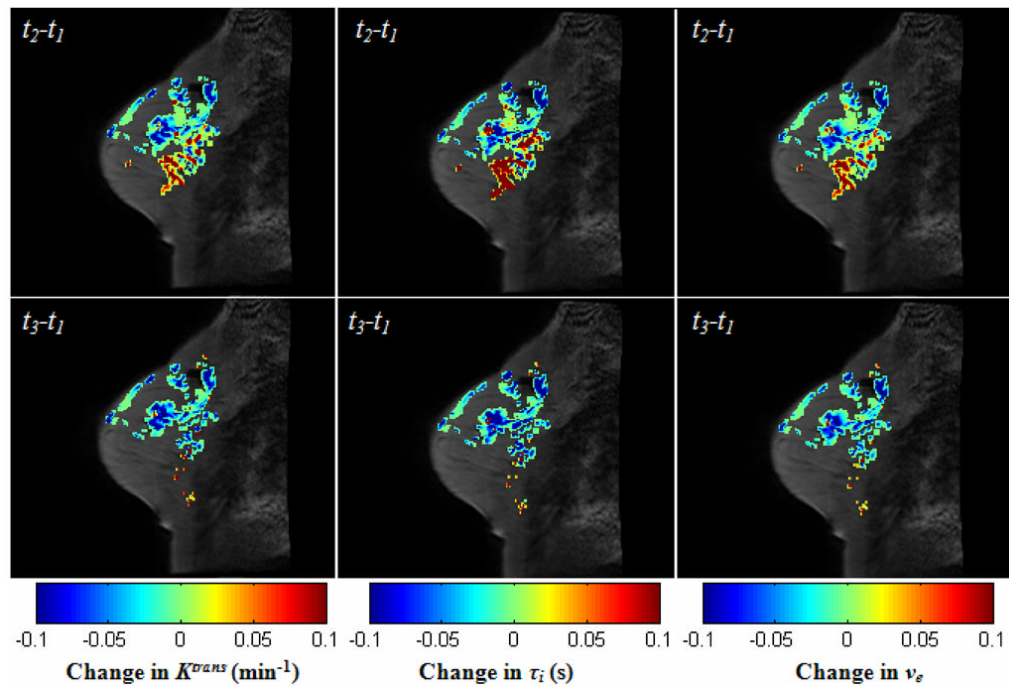 t₂-t₁ t₂-t₁ t₂-t₁
t₃-t₁ t₃-t₁ t₃-t₁
-0.1 -0.05 0 0.05 0.1 -0.1 -0.05 0 0.05 0.1 -0.1 -0.05 0 0.05 0.1
Change in Kᵗʳᵃⁿˢ (min⁻¹) Change in τᵢ (s) Change in vₑ